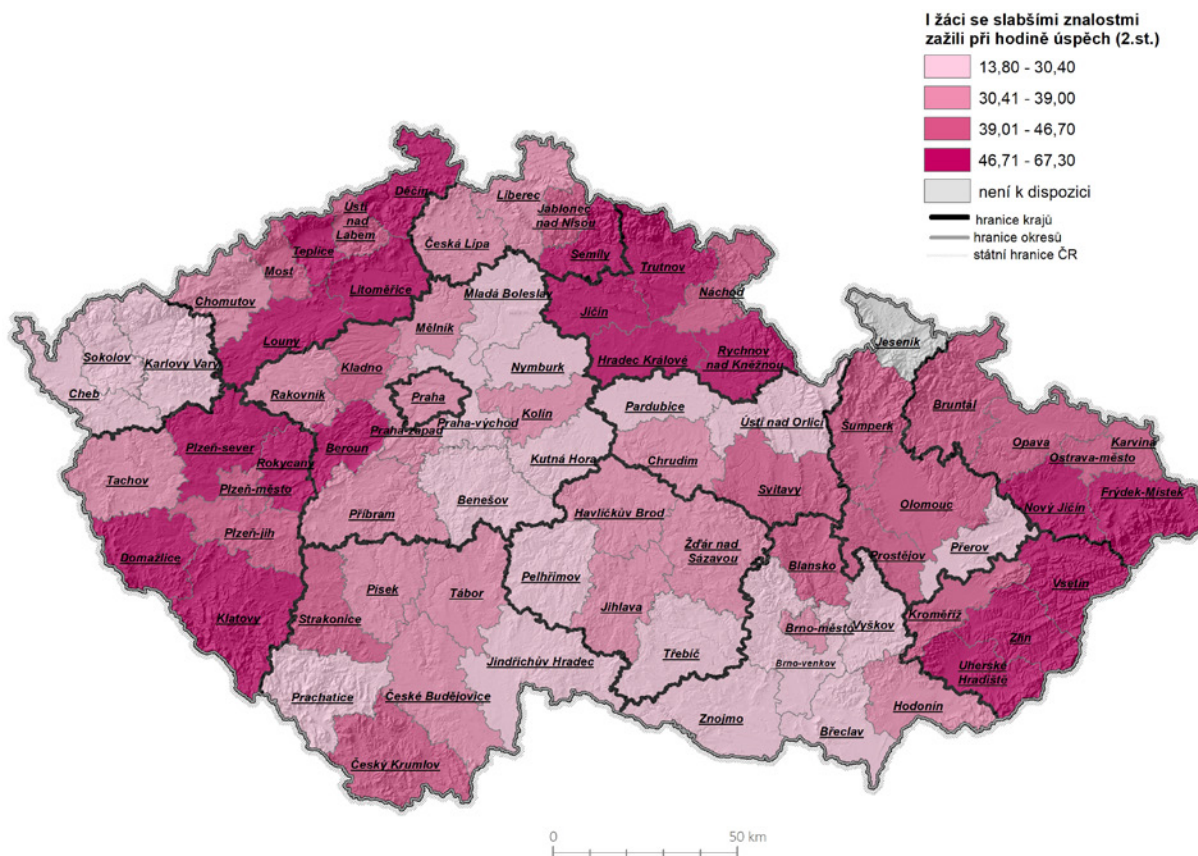 I žáci se slabšími znalostmi
zažili při hodině úspěch (2.st.)
13,80 - 30,40
30,41 - 39,00
39,01 - 46,70
46,71 - 67,30
není k dispozici
hranice krajů
hranice okresů
státní hranice ČR
Děčín
Ústí
nad
Labem
Teplice
Most
Chomutov
Litoměřice
Louny
Liberec
Jablonec
nad Nisou
Česká Lípa
Semily
Trutnov
Náchod
Jičín
Hradec Králové
Rychnov
nad Kněžnou
Mladá Boleslav
Mělník
Nymburk
Kladno
Rakovník
Praha
Kolín
Praha-západ
Praha-východ
Beroun
Kutná Hora
Benešov
Příbram
Sokolov
Karlovy Vary
Cheb
Plzeň-sever
Rokycany
Plzeň-město
Tachov
Plzeň-jih
Domažlice
Klatovy
Pardubice
Ústí nad Orlicí
Chrudim
Svitavy
Jeseník
Šumperk
Bruntál
Opava
Karviná
Ostrava-město
Olomouc
Nový Jičín
Frýdek-Místek
Přerov
Prostějov
Havlíčkův Brod
Žďár nad
Sázavou
Pelhřimov
Jihlava
Třebíč
Blansko
Brno-město
Vyškov
Brno-venkov
Vsetín
Kroměříž
Zlín
Uherské
Hradiště
Hodonín
Znojmo
Břeclav
Písek
Tábor
Strakonice
Jindřichův Hradec
Prachatice
České Budějovice
Český Krumlov
0
50 km